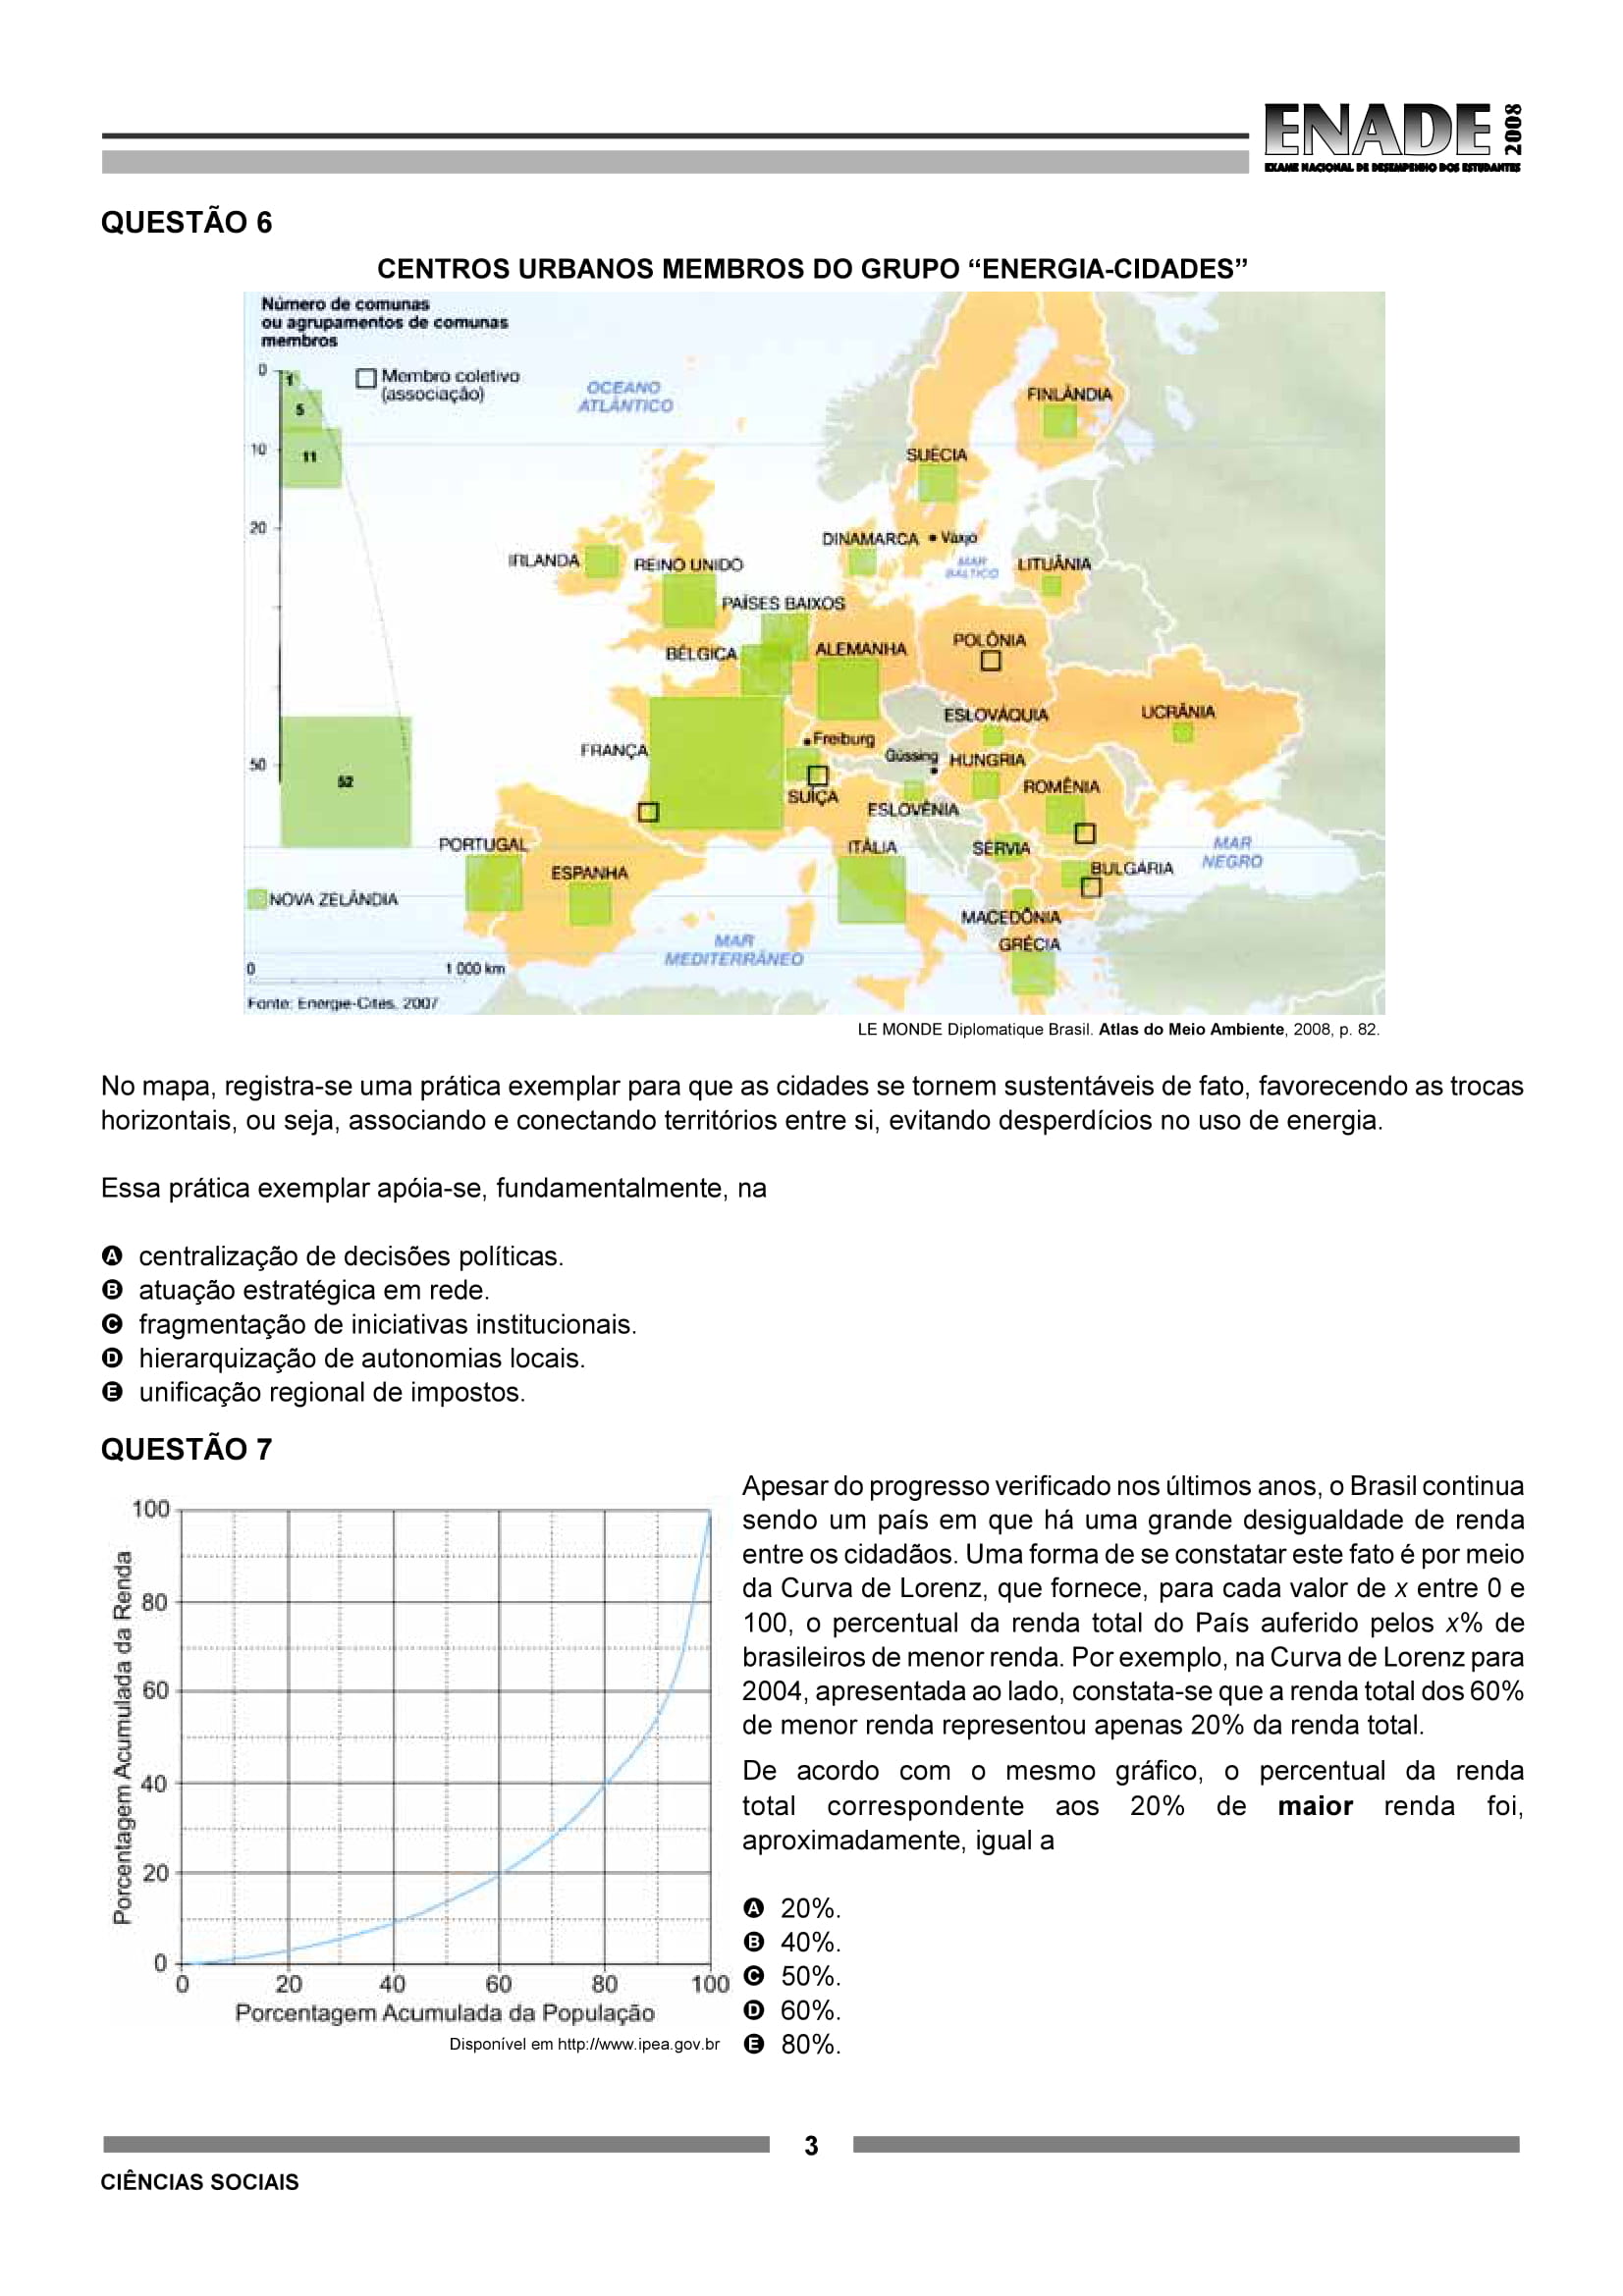 ENADE 2008
EXAME NACIONAL DE DESEMPENHO DOS ESTUDANTES
QUESTÃO 6
CENTROS URBANOS MEMBROS DO GRUPO “ENERGIA-CIDADES”
Número de comunas
ou agrupamentos de comunas
membros
0
1
5
10
11
20
50
52
Membro coletivo
(associação)
OCEANO
ATLÂNTICO
FINLÂNDIA
SUÉCIA
DINAMARCA
Växjo
MAR
BÁLTICO
LITUÂNIA
IRLANDA
REINO UNIDO
PAÍSES BAIXOS
BÉLGICA
ALEMANHA
POLÔNIA
ESLOVÁQUIA
UCRÂNIA
FRANÇA
Freiburg
Güssing
HUNGRIA
ROMÊNIA
SUÍÇA
ESLOVÊNIA
PORTUGAL
ESPANHA
ITÁLIA
SÉRVIA
MAR
NEGRO
BULGÁRIA
NOVA ZELÂNDIA
MACEDÔNIA
GRÉCIA
MAR
MEDITERRÂNEO
0
1 000 km
Fonte: Energie-Cités, 2007
LE MONDE Diplomatique Brasil. Atlas do Meio Ambiente, 2008, p. 82.
No mapa, registra-se uma prática exemplar para que as cidades se tornem sustentáveis de fato, favorecendo as trocas
horizontais, ou seja, associando e conectando territórios entre si, evitando desperdícios no uso de energia.
Essa prática exemplar apóia-se, fundamentalmente, na
A centralização de decisões políticas.
B atuação estratégica em rede.
C fragmentação de iniciativas institucionais.
D hierarquização de autonomias locais.
E unificação regional de impostos.
QUESTÃO 7
Porcentagem Acumulada da Renda
100
80
60
40
20
0
0 20 40 60 80 100
Porcentagem Acumulada da População
Disponível em http://www.ipea.gov.br
Apesar do progresso verificado nos últimos anos, o Brasil continua
sendo um país em que há uma grande desigualdade de renda
entre os cidadãos. Uma forma de se constatar este fato é por meio
da Curva de Lorenz, que fornece, para cada valor de x entre 0 e
100, o percentual da renda total do País auferido pelos x% de
brasileiros de menor renda. Por exemplo, na Curva de Lorenz para
2004, apresentada ao lado, constata-se que a renda total dos 60%
de menor renda representou apenas 20% da renda total.
De acordo com o mesmo gráfico, o percentual da renda
total correspondente aos 20% de maior renda foi,
aproximadamente, igual a
A 20%.
B 40%.
C 50%.
D 60%.
E 80%.
3
CIÊNCIAS SOCIAIS